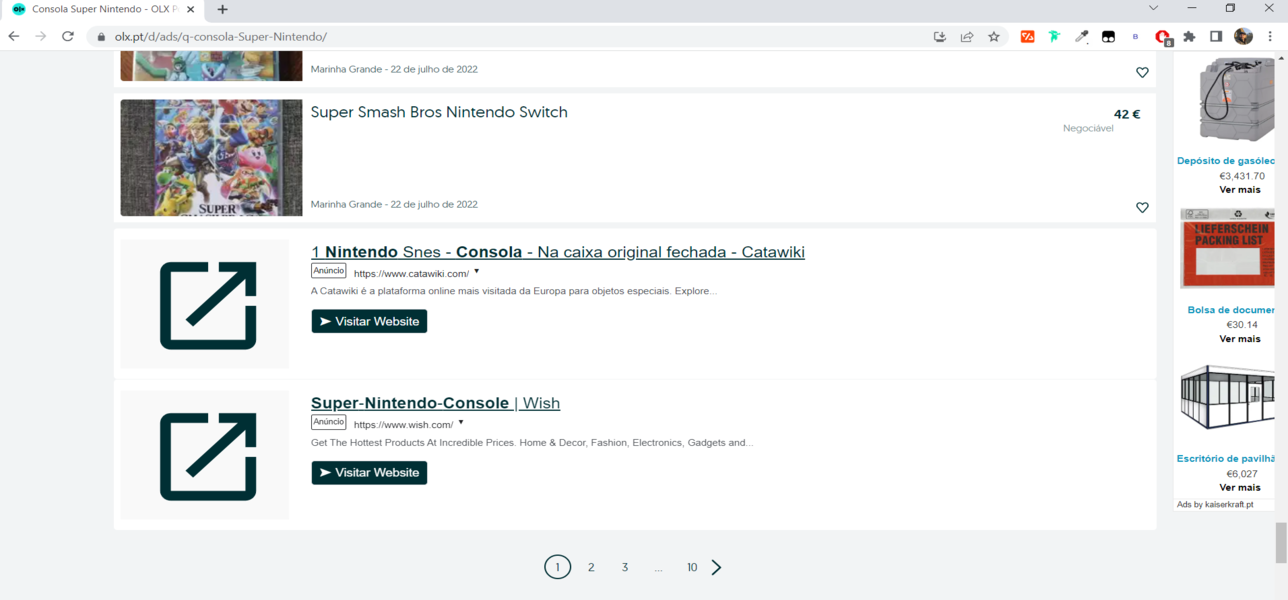 Consola Super Nintendo - OLX P
olx.pt/d/ads/q-consola-Super-Nintendo/
B
8
Marinha Grande - 22 de julho de 2022
Super Smash Bros Nintendo Switch
42 €
Negociável
SUPER
Marinha Grande - 22 de julho de 2022
1 Nintendo Snes - Consola - Na caixa original fechada - Catawiki
Anúncio https://www.catawiki.com/
A Catawiki é a plataforma online mais visitada da Europa para objetos especiais. Explore...
Visitar Website
Super-Nintendo-Console | Wish
Anúncio https://www.wish.com/
Get The Hottest Products At Incredible Prices. Home & Decor, Fashion, Electronics, Gadgets and...
Visitar Website
1 2 3 ... 10
Depósito de gasóleo
€3,431.70
Ver mais
LIEFERSCHEIN
PACKING LIST
Bolsa de documen
€30.14
Ver mais
Escritório de pavilhã
€6,027
Ver mais
Ads by kaiserkraft.pt